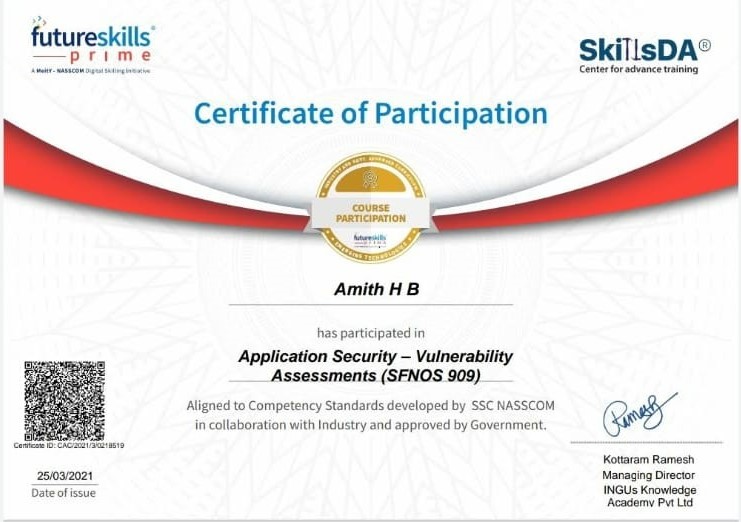 futureskills
prime
A MeitY - NASSCOM Digital Skilling Initiative
SkillsDA®
Center for advance training
Certificate of Participation
COURSE
PARTICIPATION
futureskills
prime
EMERGING TECHNOLOGIES
Amith H B
has participated in
Application Security – Vulnerability
Assessments (SFNOS 909)
Aligned to Competency Standards developed by SSC NASSCOM
in collaboration with Industry and approved by Government.
Certificate ID: CAC/2021/3/0218519
25/03/2021
Date of issue
Ramesh
Kottaram Ramesh
Managing Director
INGUs Knowledge
Academy Pvt Ltd